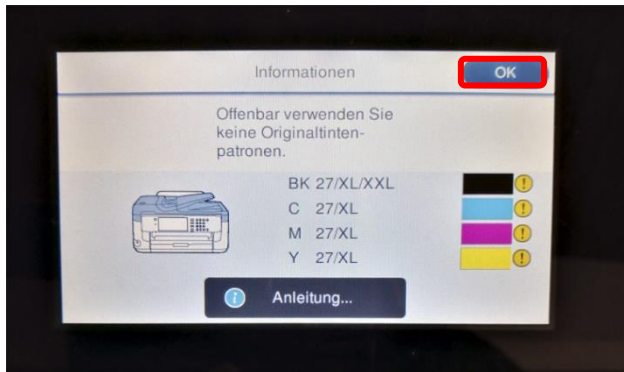 Informationen
OK
Offenbar verwenden Sie
keine Originaltinten-
patronen.
BK 27/XL/XXL
C 27/XL
M 27/XL
Y 27/XL
Anleitung...